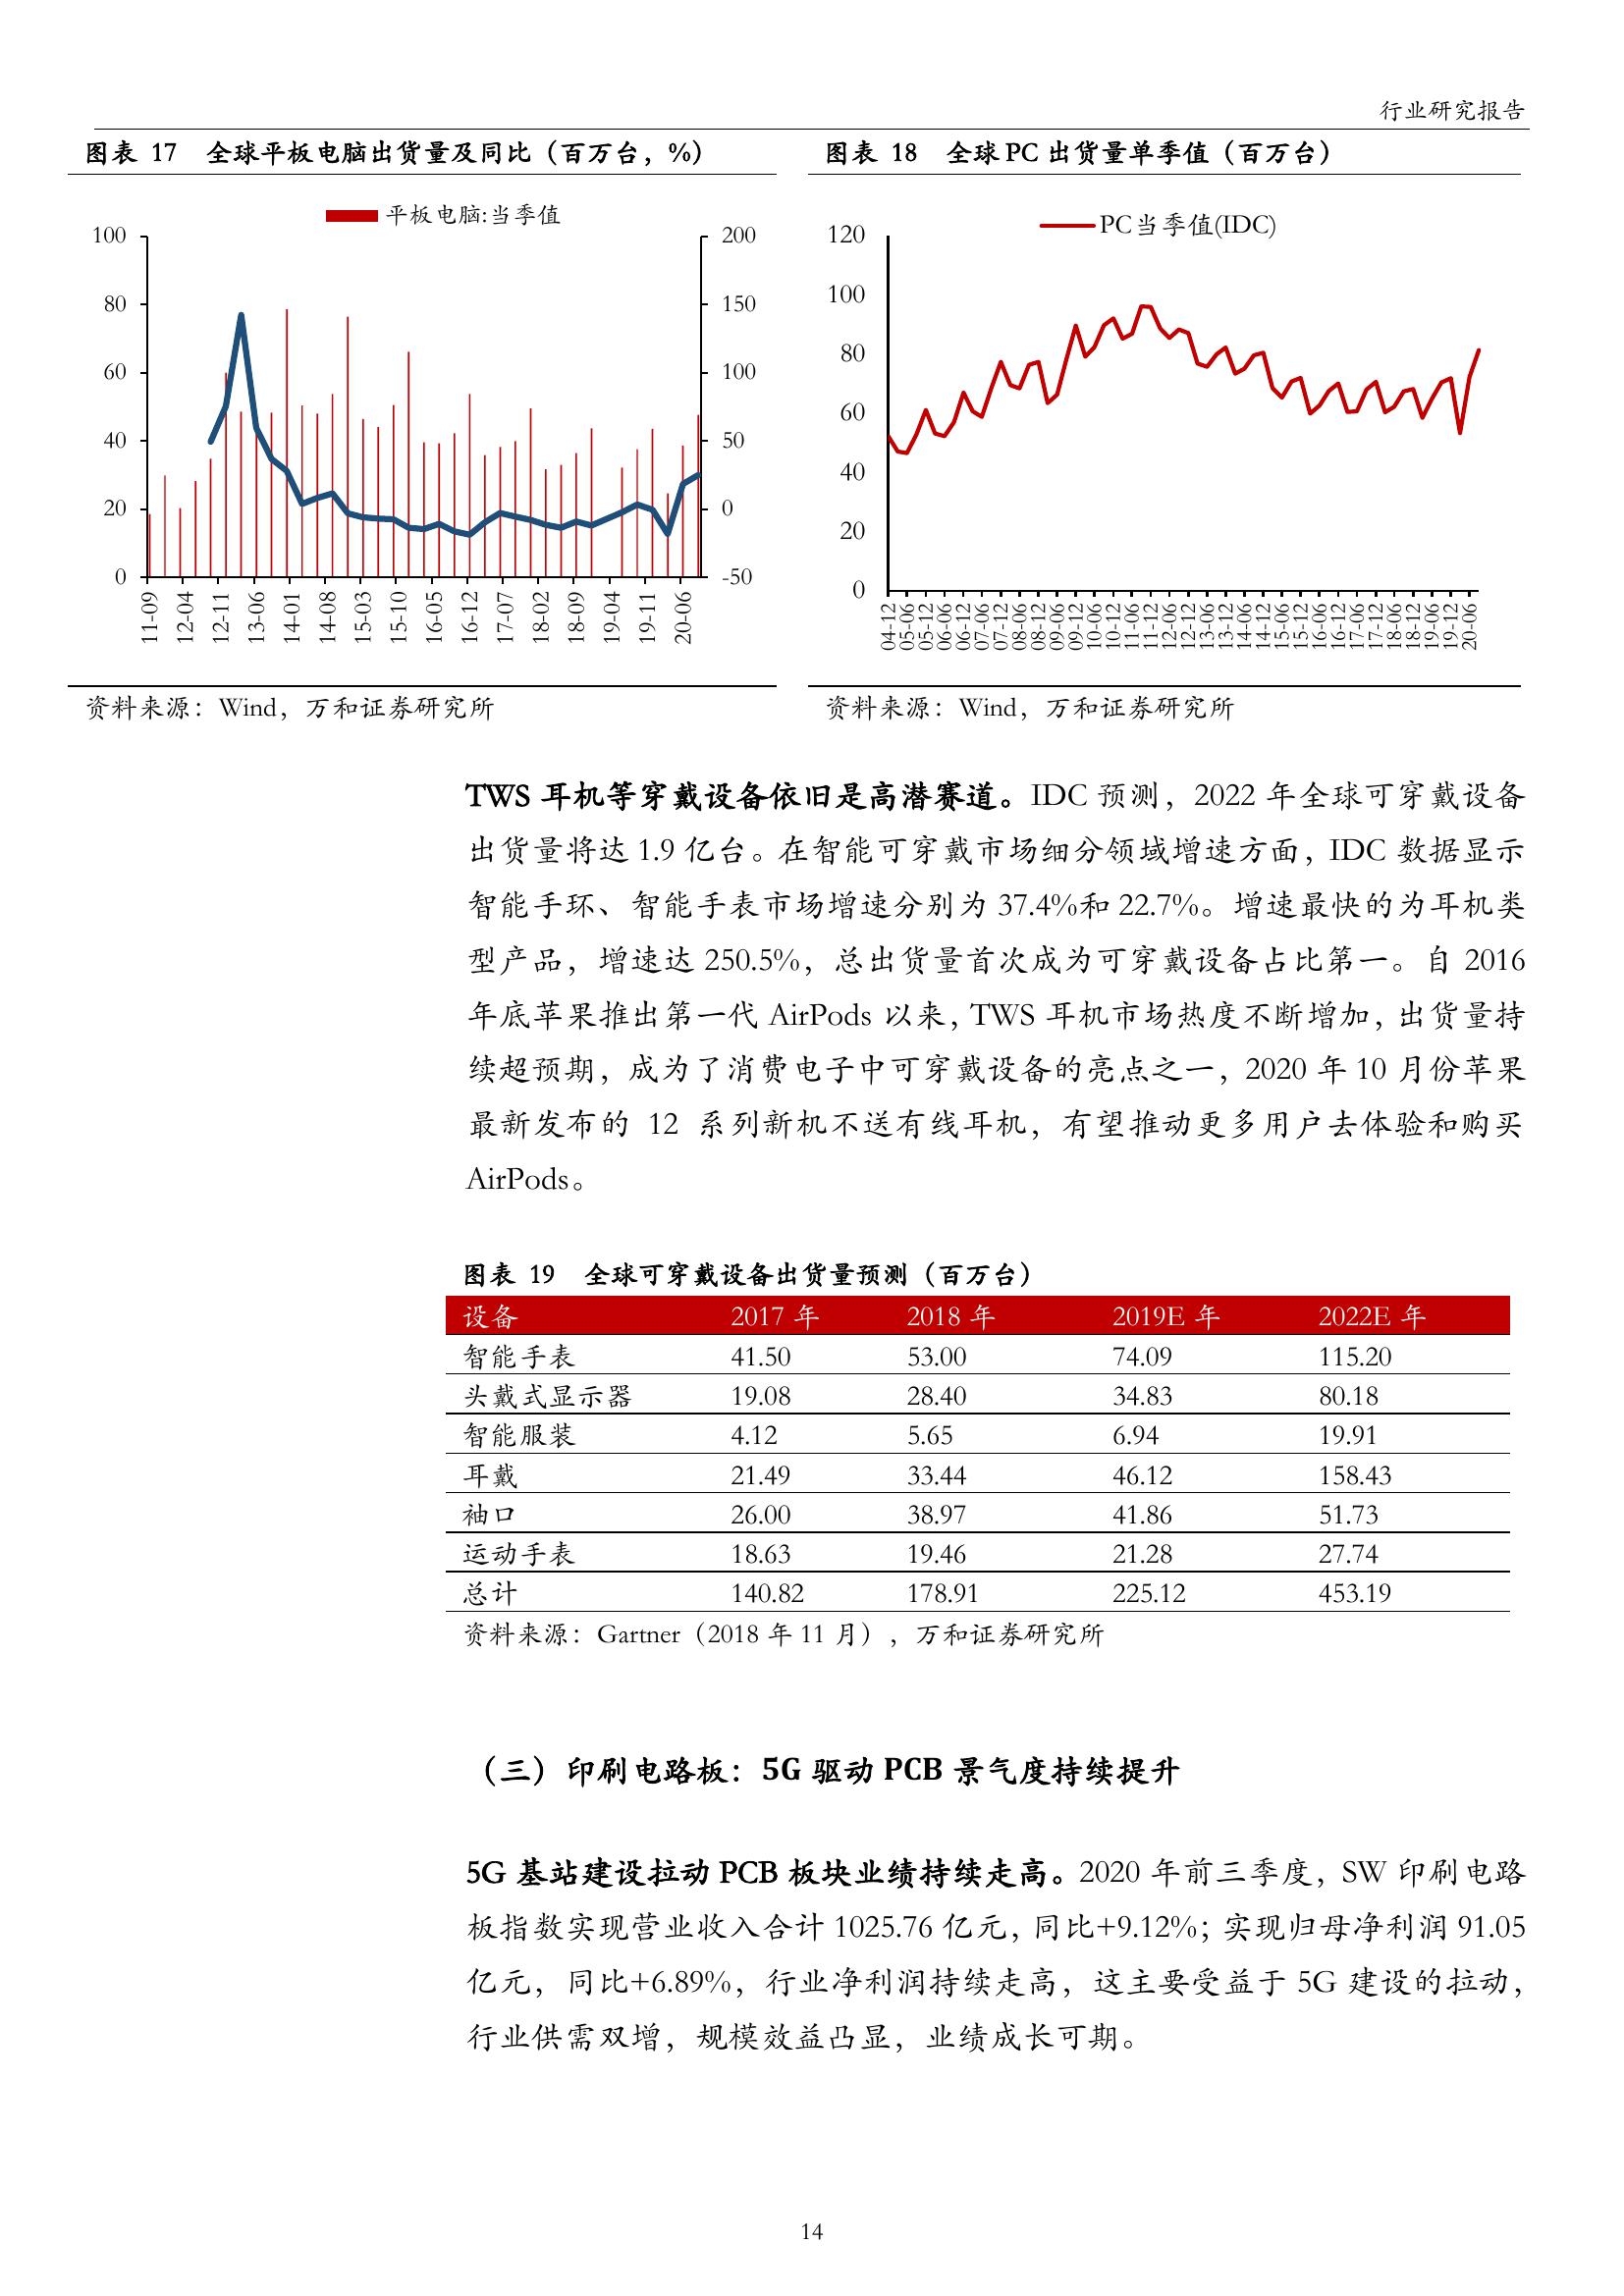 行业研究报告
图表 17 全球平板电脑出货量及同比（百万台，%）
平板电脑:当季值
100
80
60
40
20
0
200
150
100
50
0
-50
11-09
12-04
12-11
13-06
14-01
14-08
15-03
15-10
16-05
16-12
17-07
18-02
18-09
19-04
19-11
20-06
资料来源：Wind，万和证券研究所
图表 18 全球 PC 出货量单季值（百万台）
PC当季值(IDC)
120
100
80
60
40
20
0
04-12
05-06
05-12
06-06
06-12
07-06
07-12
08-06
08-12
09-06
09-12
10-06
10-12
11-06
11-12
12-06
12-12
13-06
13-12
14-06
14-12
15-06
15-12
16-06
16-12
17-06
17-12
18-06
18-12
19-06
19-12
20-06
资料来源：Wind，万和证券研究所
TWS 耳机等穿戴设备依旧是高潜赛道。IDC 预测，2022 年全球可穿戴设备
出货量将达 1.9 亿台。在智能可穿戴市场细分领域增速方面，IDC 数据显示
智能手环、智能手表市场增速分别为 37.4%和 22.7%。增速最快的为耳机类
型产品，增速达 250.5%，总出货量首次成为可穿戴设备占比第一。自 2016
年底苹果推出第一代 AirPods 以来，TWS 耳机市场热度不断增加，出货量持
续超预期，成为了消费电子中可穿戴设备的亮点之一，2020 年 10 月份苹果
最新发布的 12 系列新机不送有线耳机，有望推动更多用户去体验和购买
AirPods。
图表 19 全球可穿戴设备出货量预测（百万台）
设备 2017 年 2018 年 2019E 年 2022E 年
智能手表 41.50 53.00 74.09 115.20
头戴式显示器 19.08 28.40 34.83 80.18
智能服装 4.12 5.65 6.94 19.91
耳戴 21.49 33.44 46.12 158.43
袖口 26.00 38.97 41.86 51.73
运动手表 18.63 19.46 21.28 27.74
总计 140.82 178.91 225.12 453.19
资料来源：Gartner（2018 年 11 月），万和证券研究所
（三）印刷电路板：5G 驱动 PCB 景气度持续提升
5G 基站建设拉动 PCB 板块业绩持续走高。2020 年前三季度，SW 印刷电路
板指数实现营业收入合计 1025.76 亿元，同比+9.12%；实现归母净利润 91.05
亿元，同比+6.89%，行业净利润持续走高，这主要受益于 5G 建设的拉动，
行业供需双增，规模效益凸显，业绩成长可期。
14